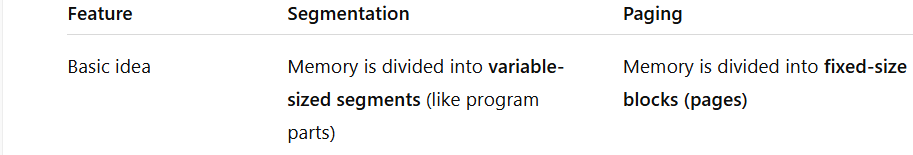 Feature Segmentation Paging
Basic idea Memory is divided into variable- Memory is divided into fixed-size
sized segments (like program blocks (pages)
parts)